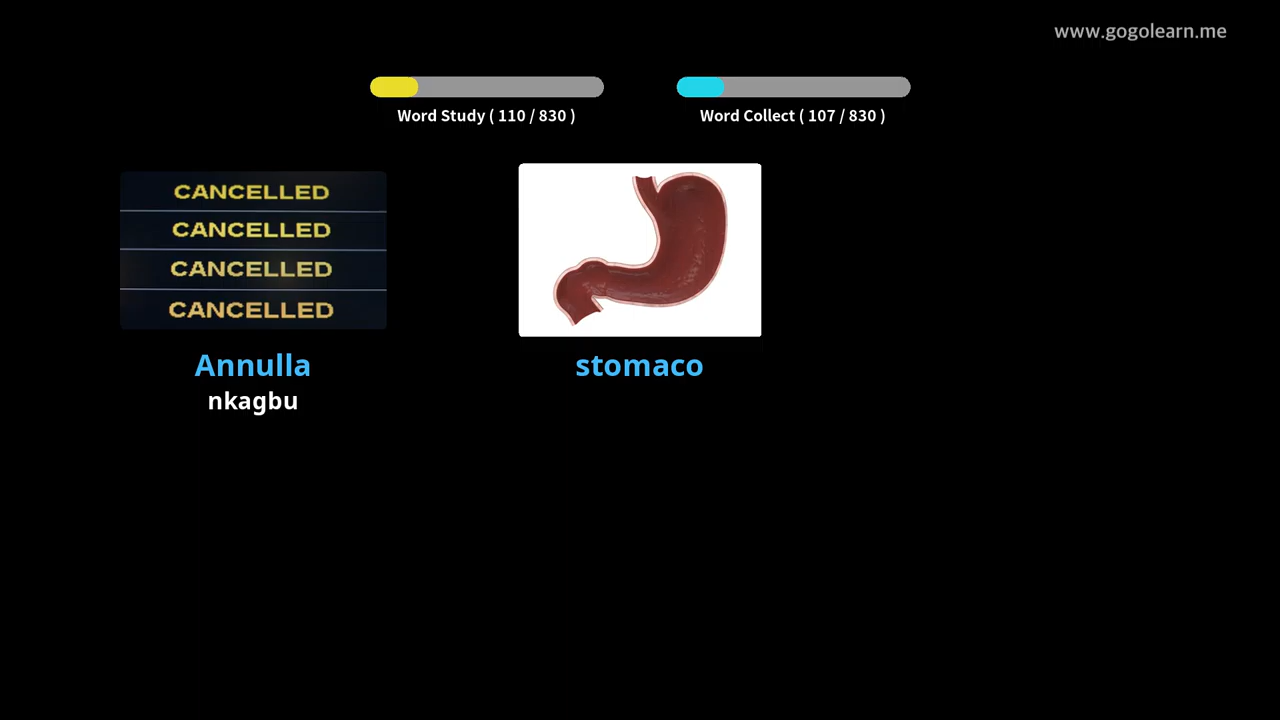 www.gogolearn.me
Word Study ( 110 / 830 )
Word Collect ( 107 / 830 )
CANCELLED
CANCELLED
CANCELLED
CANCELLED
Annulla
nkagbu
stomaco